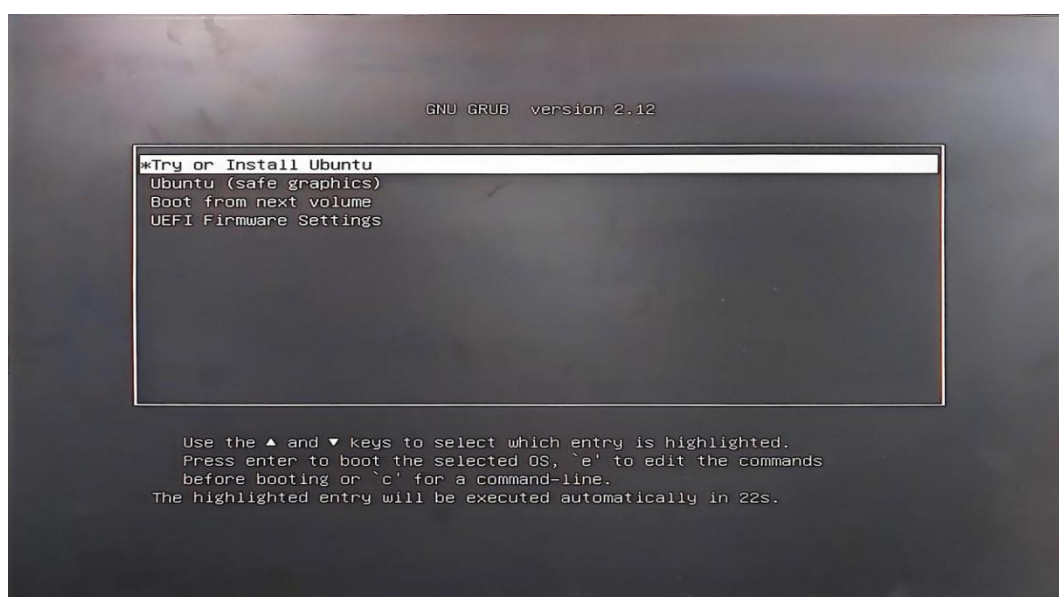 GNU GRUB version 2.12
*Try or Install Ubuntu
Ubuntu (safe graphics)
Boot from next volume
UEFI Firmware Settings
Use the ▲ and ▼ keys to select which entry is highlighted.
Press enter to boot the selected OS, `e' to edit the commands
before booting or `c' for a command-line.
The highlighted entry will be executed automatically in 22s.